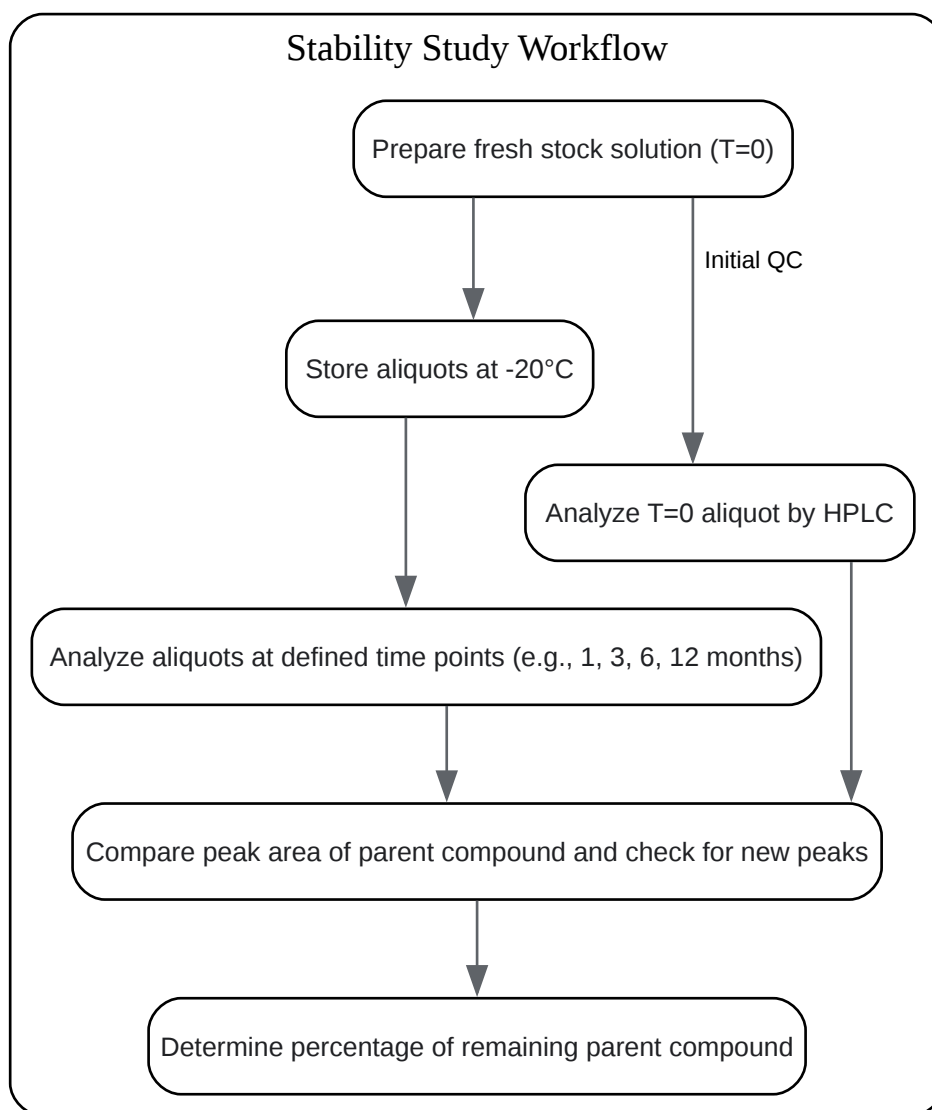 Stability Study Workflow
Prepare fresh stock solution (T=0)
Initial QC
Store aliquots at -20°C
Analyze T=0 aliquot by HPLC
Analyze aliquots at defined time points (e.g., 1, 3, 6, 12 months)
Compare peak area of parent compound and check for new peaks
Determine percentage of remaining parent compound